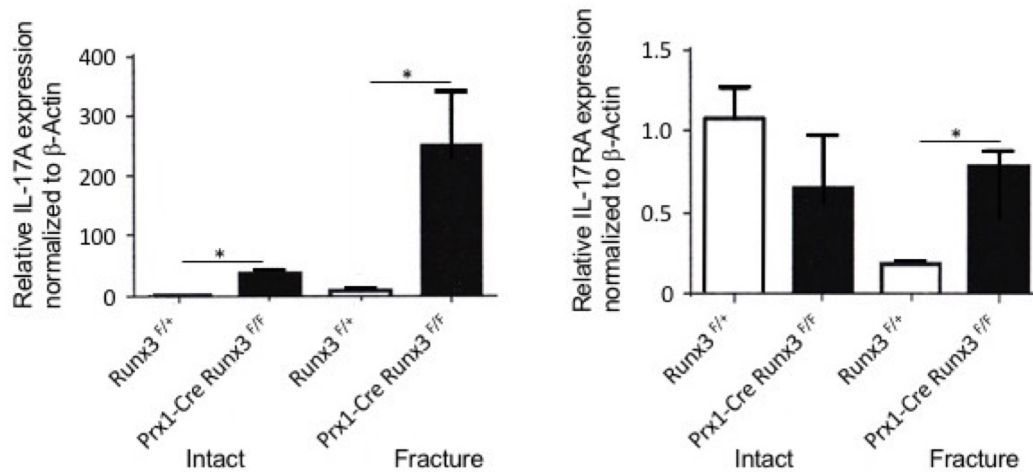 Relative IL-17A expression
normalized to β-Actin
400
300
200
100
0
*
*
Runx3 F/+
Prx1-Cre Runx3 F/F
Runx3 F/+
Prx1-Cre Runx3 F/F
Intact
Fracture
Relative IL-17RA expression
normalized to β-Actin
1.5
1.0
0.5
0
*
Runx3 F/+
Prx1-Cre Runx3 F/F
Runx3 F/+
Prx1-Cre Runx3 F/F
Intact
Fracture